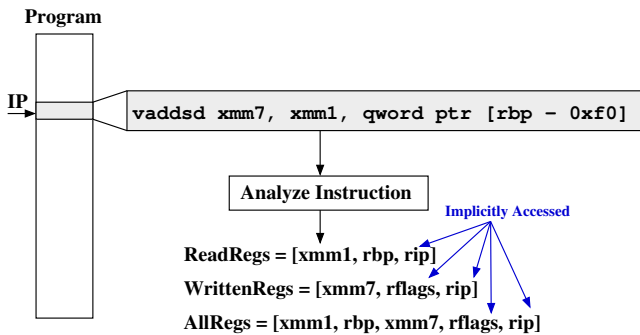 Program
IP
vaddsd xmm7, xmm1, qword ptr [rbp - 0xf0]
Analyze Instruction
Implicitly Accessed
ReadRegs = [xmm1, rbp, rip]
WrittenRegs = [xmm7, rflags, rip]
AllRegs = [xmm1, rbp, xmm7, rflags, rip]